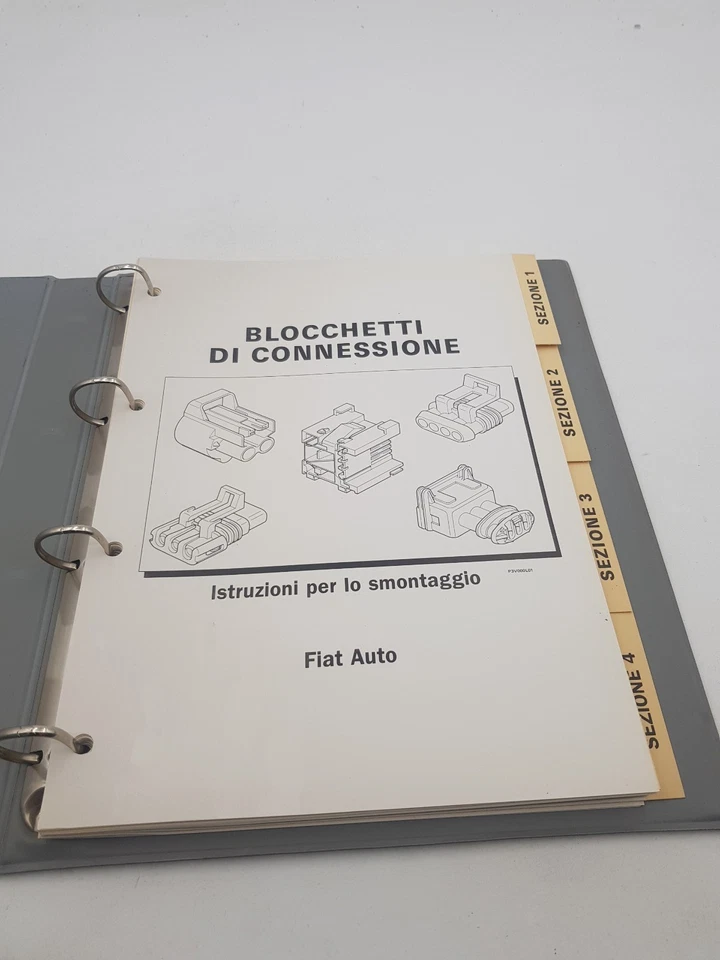 BLOCCHETTI
DI CONNESSIONE
Istruzioni per lo smontaggio
Fiat Auto
SEZIONE 1
SEZIONE 2
SEZIONE 3
SEZIONE 4